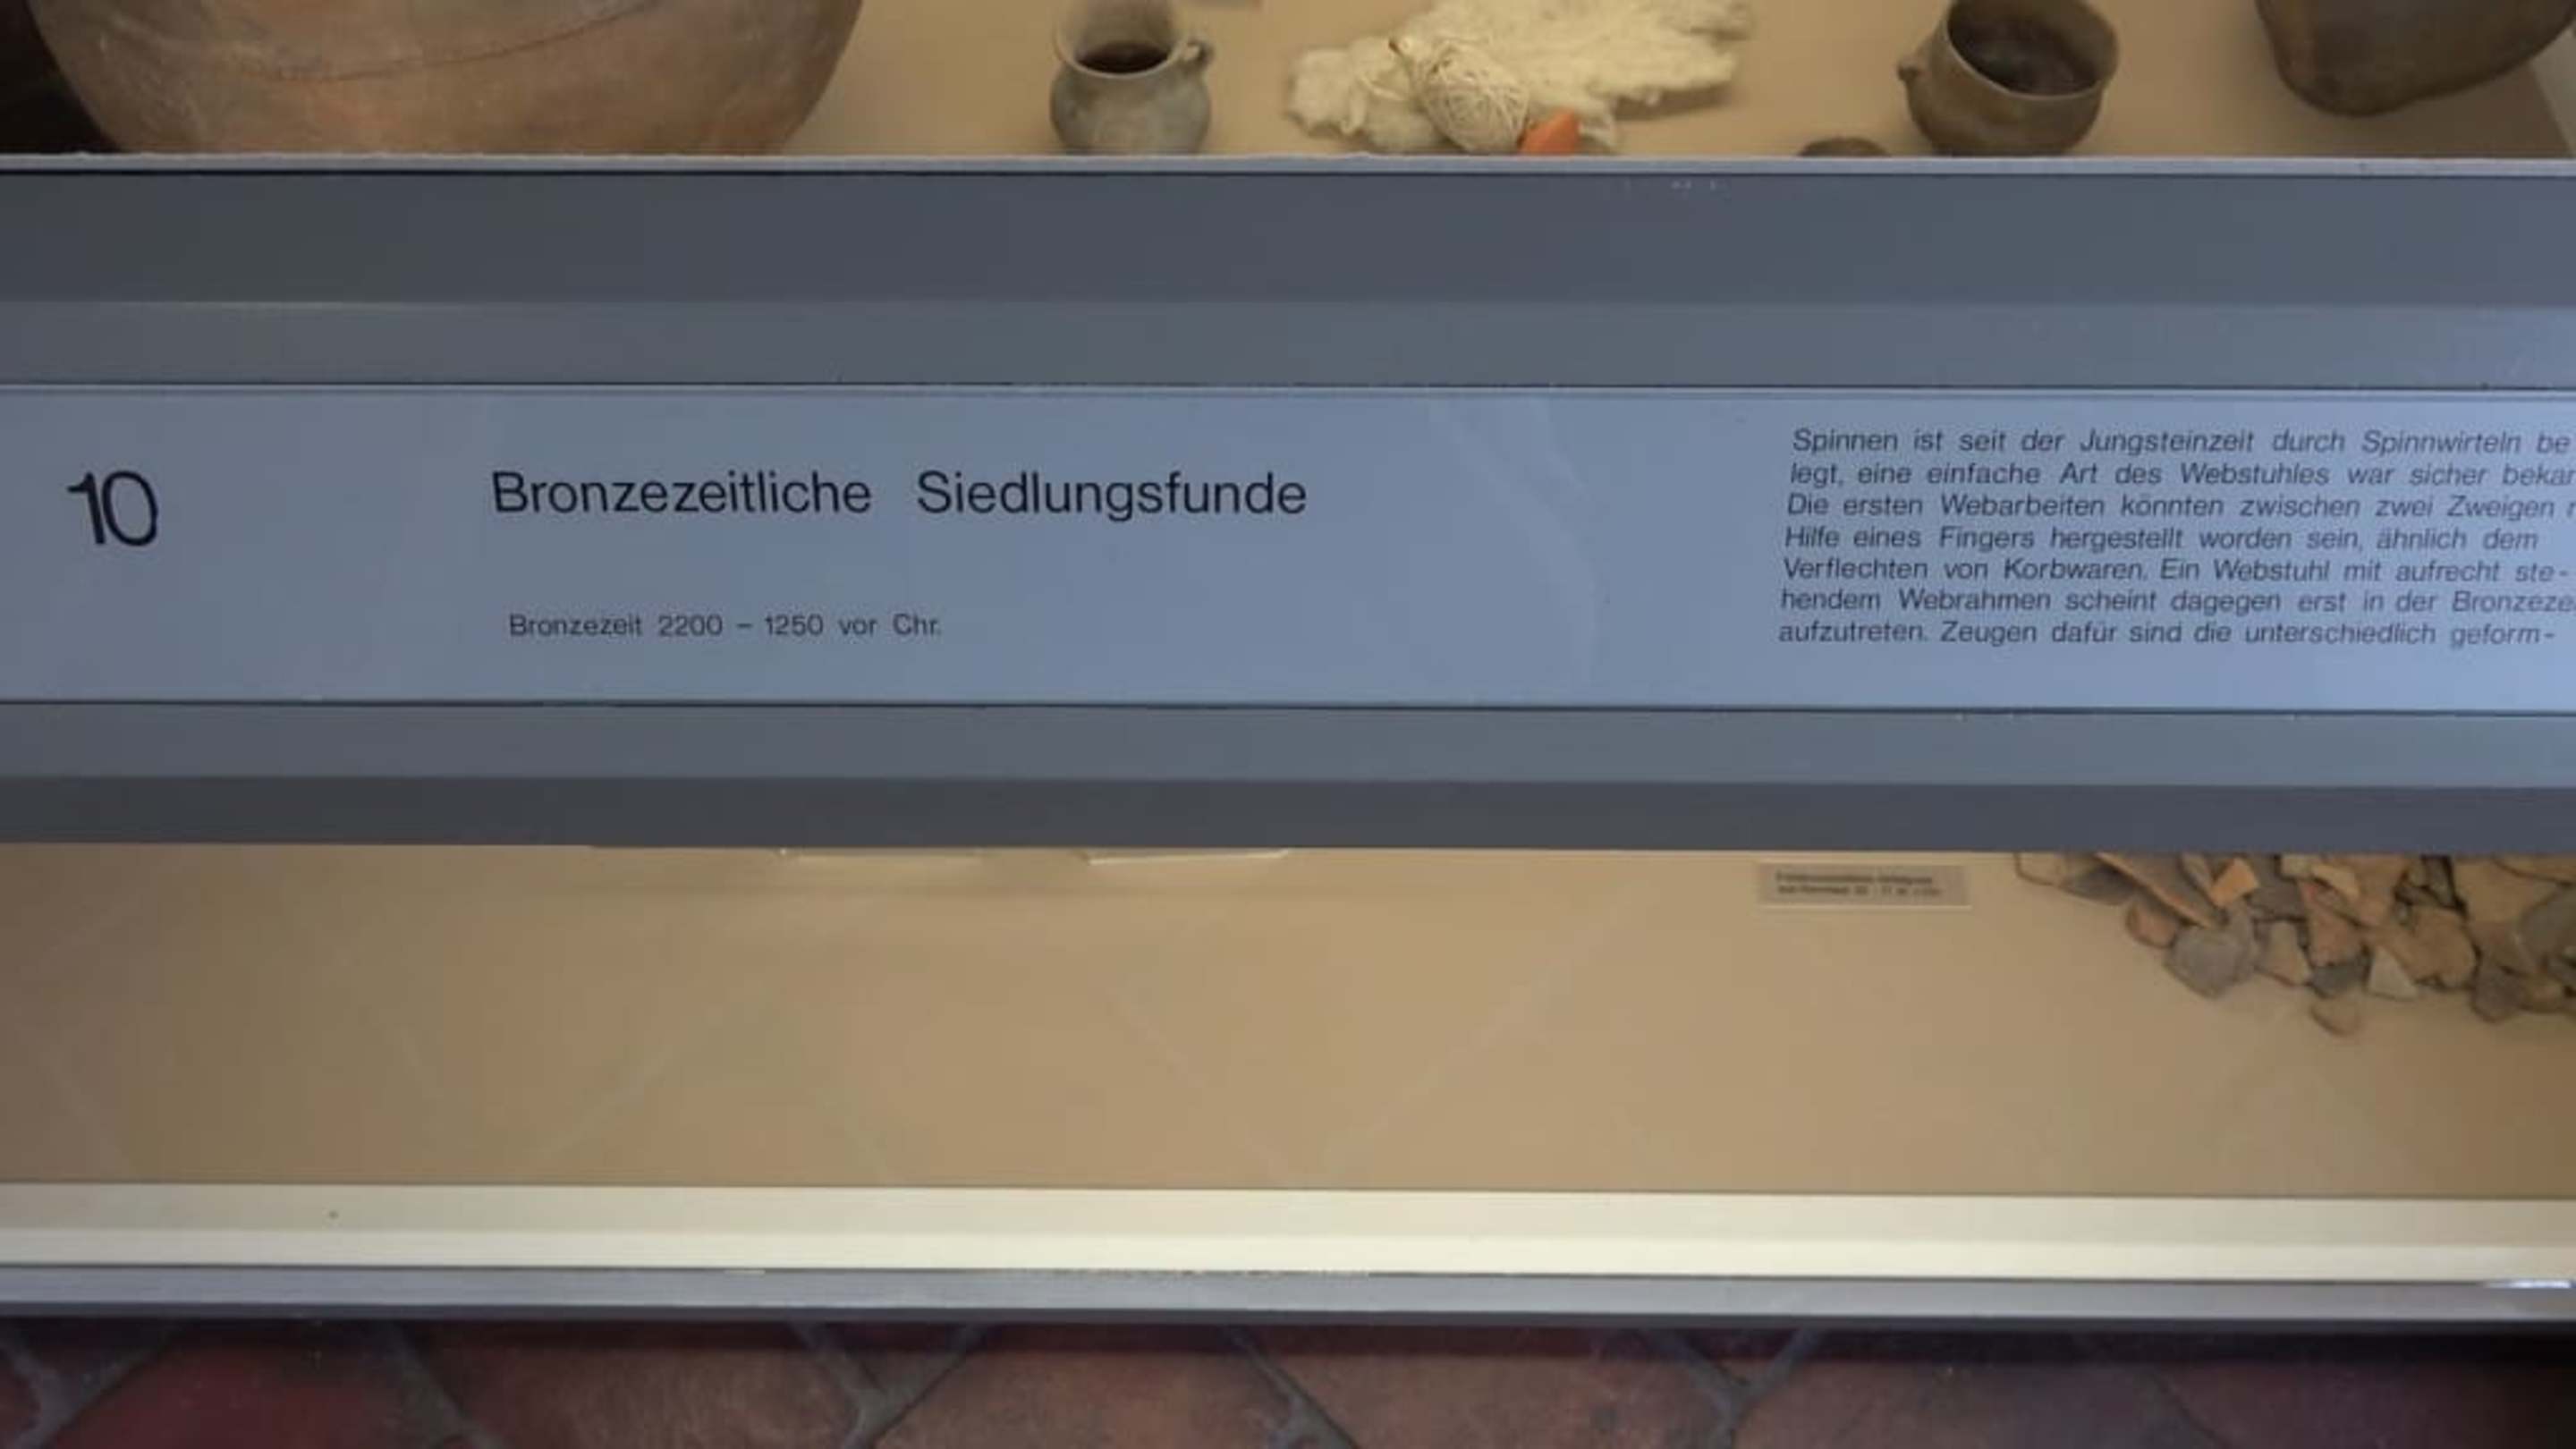 10
Bronzezeitliche Siedlungsfunde
Bronzezeit 2200 – 1250 vor Chr.
Spinnen ist seit der Jungsteinzeit durch Spinnwirteln be
legt, eine einfache Art des Webstuhles war sicher bekan
Die ersten Webarbeiten könnten zwischen zwei Zweigen
Hilfe eines Fingers hergestellt worden sein, ähnlich dem
Verflechten von Korbwaren. Ein Webstuhl mit aufrecht ste-
hendem Webrahmen scheint dagegen erst in der Bronzeze
aufzutreten. Zeugen dafür sind die unterschiedlich geform-